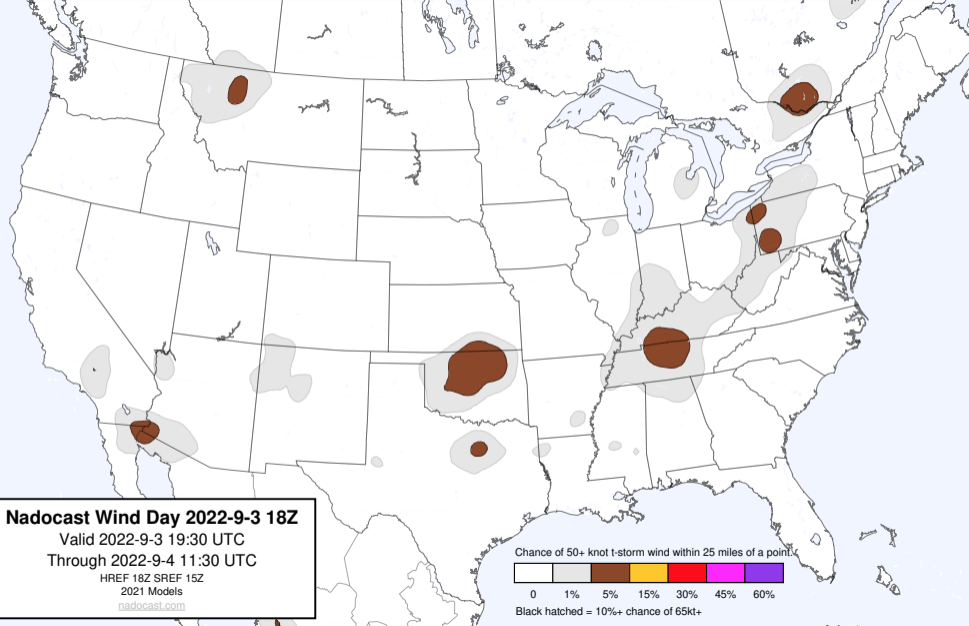 Nadocast Wind Day 2022-9-3 18Z
Valid 2022-9-3 19:30 UTC
Through 2022-9-4 11:30 UTC
HREF 18Z SREF 15Z
2021 Models
nadocast.com
Chance of 50+ knot t-storm wind within 25 miles of a point.
0 1% 5% 15% 30% 45% 60%
Black hatched = 10%+ chance of 65kt+